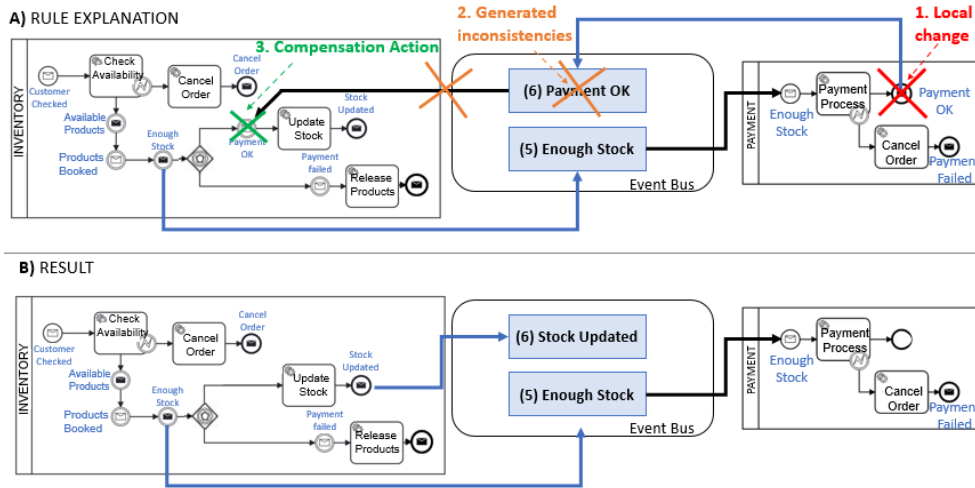 A) RULE EXPLANATION
2. Generated
inconsistencies
1. Local
change
3. Compensation Action
INVENTORY
Check
Availability
Customer
Checked
Cancel
Order
Cancel
Order
Available
Products
Enough
Stock
Products
Booked
Payment
OK
Update
Stock
Stock
Updated
Payment
failed
Release
Products
(6) Payment OK
(5) Enough Stock
Event Bus
PAYMENT
Enough
Stock
Payment
Process
Payment
OK
Cancel
Order
Payment
Failed
B) RESULT
INVENTORY
Check
Availability
Customer
Checked
Cancel
Order
Cancel
Order
Available
Products
Enough
Stock
Products
Booked
Update
Stock
Stock
Updated
Payment
failed
Release
Products
(6) Stock Updated
(5) Enough Stock
Event Bus
PAYMENT
Enough
Stock
Payment
Process
Cancel
Order
Payment
Failed